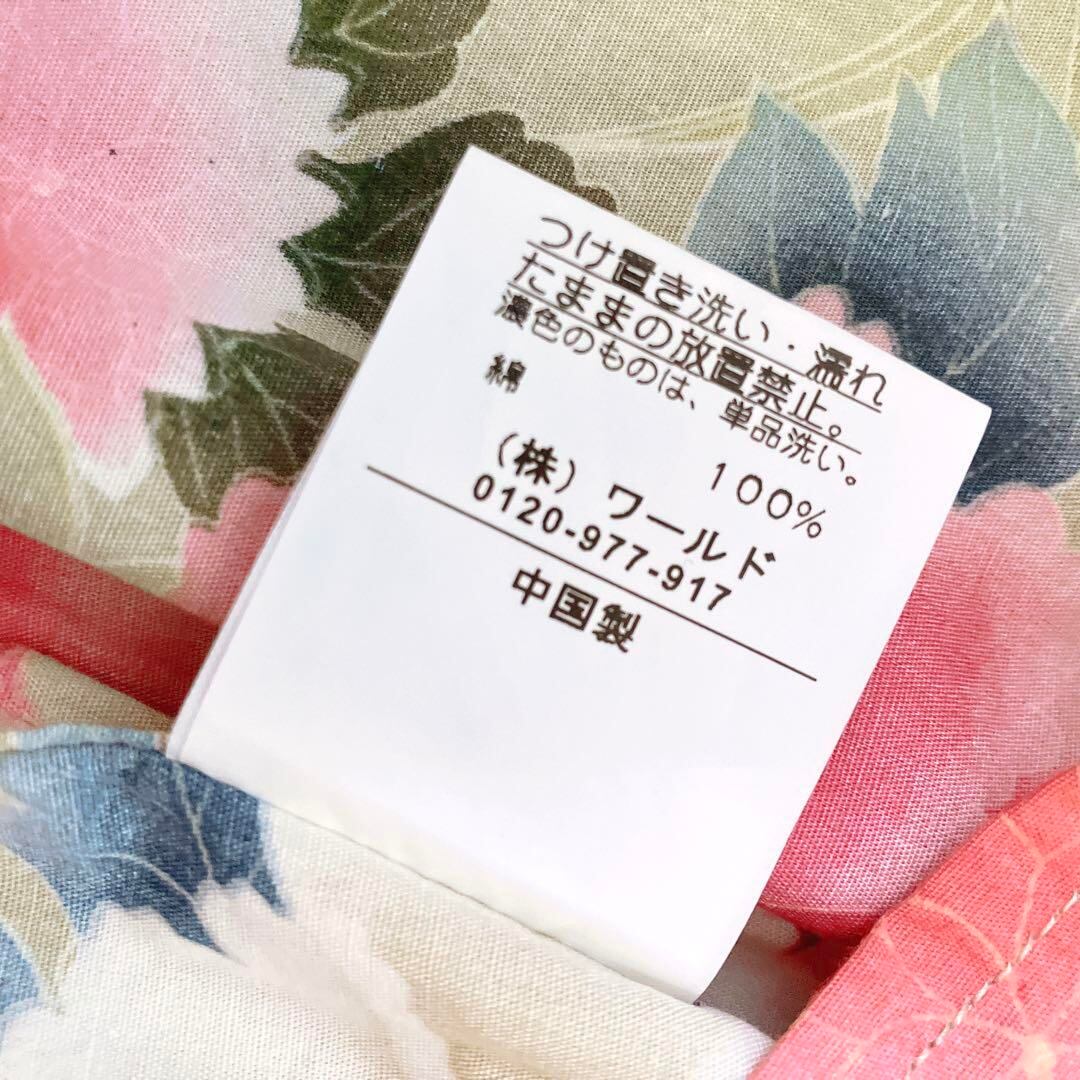 つけ置き洗い・濡れ
たままの放置禁止。
濃色のものは、単品洗い。
綿 100%
(株) ワールド
0120-977-917
中国製